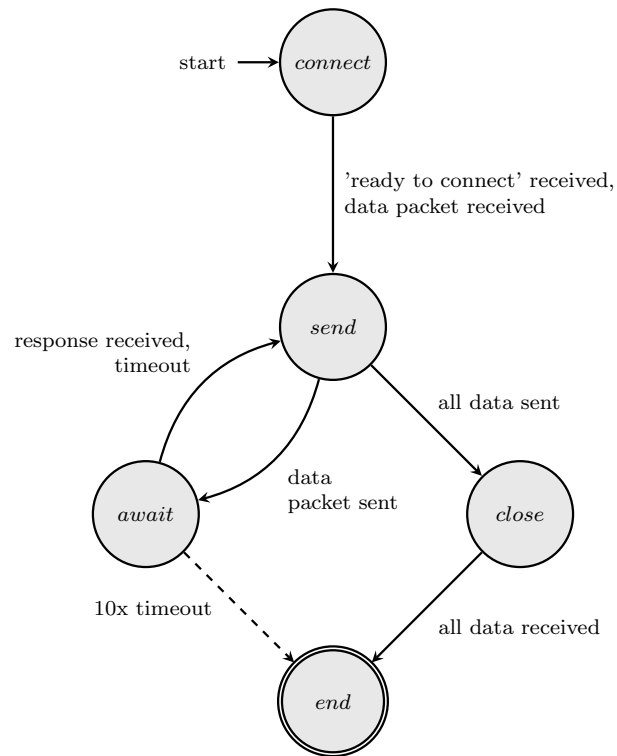 start
connect
'ready to connect' received,
data packet received
send
response received,
timeout
all data sent
data
packet sent
await
close
10x timeout
all data received
end